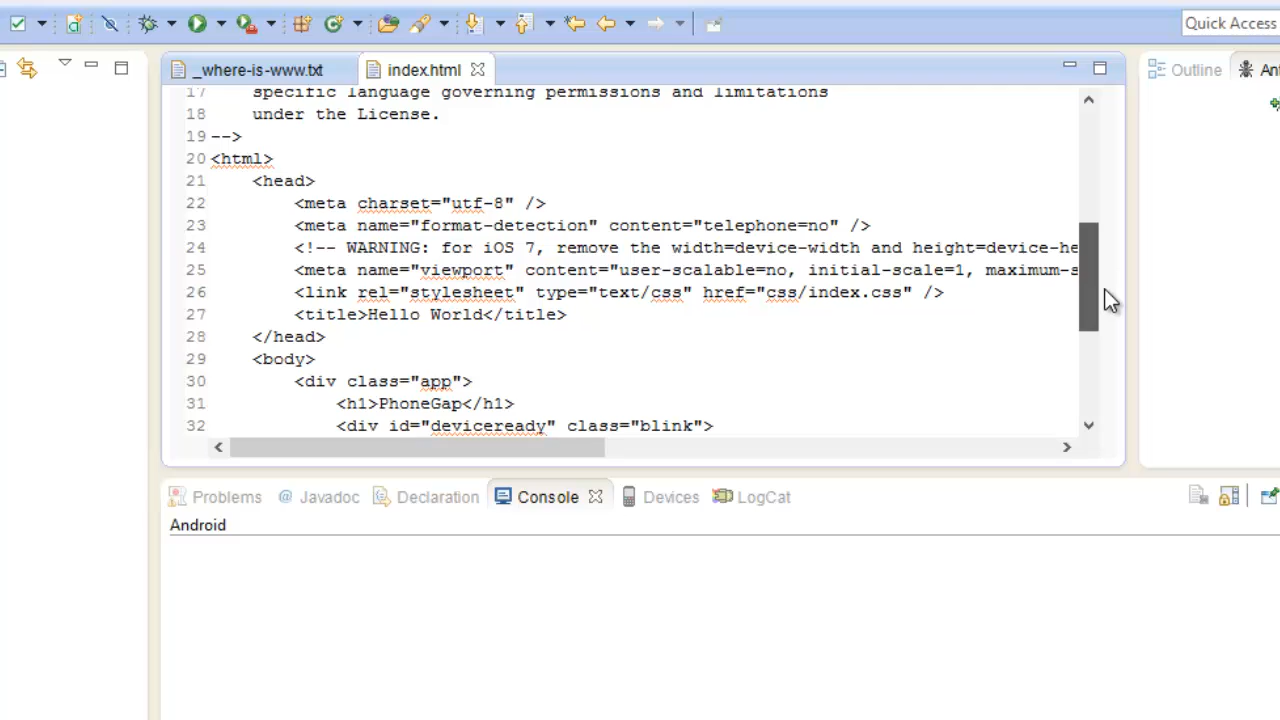 Quick Access
_where-is-www.txt
index.html
Outline
17 specific language governing permissions and limitations
18 under the License.
19 -->
20 <html>
21 <head>
22 <meta charset="utf-8" />
23 <meta name="format-detection" content="telephone=no" />
24 <!-- WARNING: for iOS 7, remove the width=device-width and height=device-he
25 <meta name="viewport" content="user-scalable=no, initial-scale=1, maximum-s
26 <link rel="stylesheet" type="text/css" href="css/index.css" />
27 <title>Hello World</title>
28 </head>
29 <body>
30 <div class="app">
31 <h1>PhoneGap</h1>
32 <div id="deviceready" class="blink">
Problems
@ Javadoc
Declaration
Console
Devices
LogCat
Android